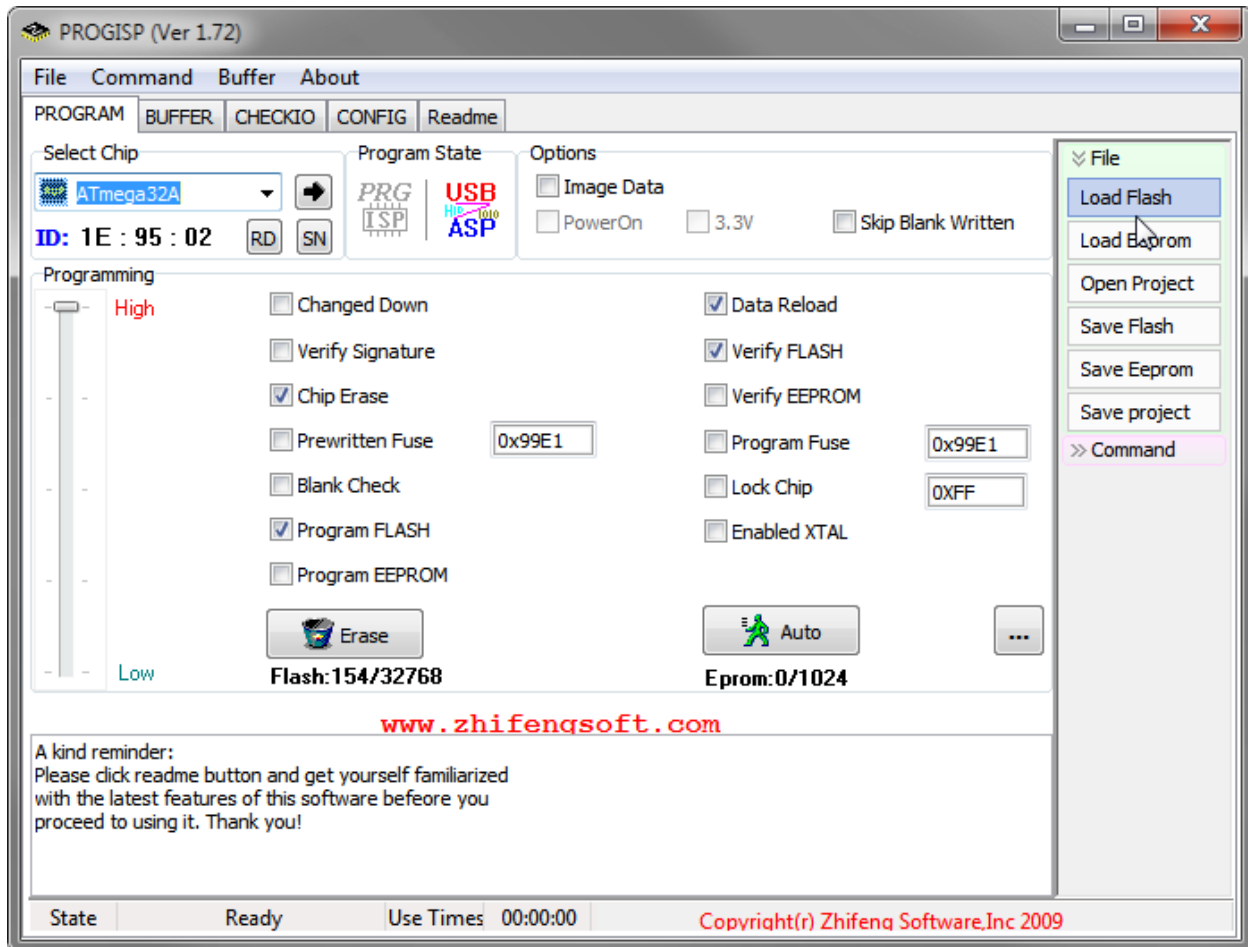 PROGISP (Ver 1.72)
File Command Buffer About
PROGRAM BUFFER CHECKIO CONFIG Readme
Select Chip
Program State
Options
ATmega32A
PRG
ISP
USB
ASP
Image Data
PowerOn 3.3V Skip Blank Written
ID: 1E : 95 : 02 RD SN
Programming
High
Low
Changed Down
Verify Signature
Chip Erase
Prewritten Fuse 0x99E1
Blank Check
Program FLASH
Program EEPROM
Erase
Flash:154/32768
Data Reload
Verify FLASH
Verify EEPROM
Program Fuse 0x99E1
Lock Chip 0XFF
Enabled XTAL
Auto
...
Eprom:0/1024
File
Load Flash
Load Eeprom
Open Project
Save Flash
Save Eeprom
Save project
Command
www.zhifengsoft.com
A kind reminder:
Please click readme button and get yourself familiarized
with the latest features of this software befeore you
proceed to using it. Thank you!
State Ready Use Times 00:00:00 Copyright(r) Zhifeng Software,Inc 2009